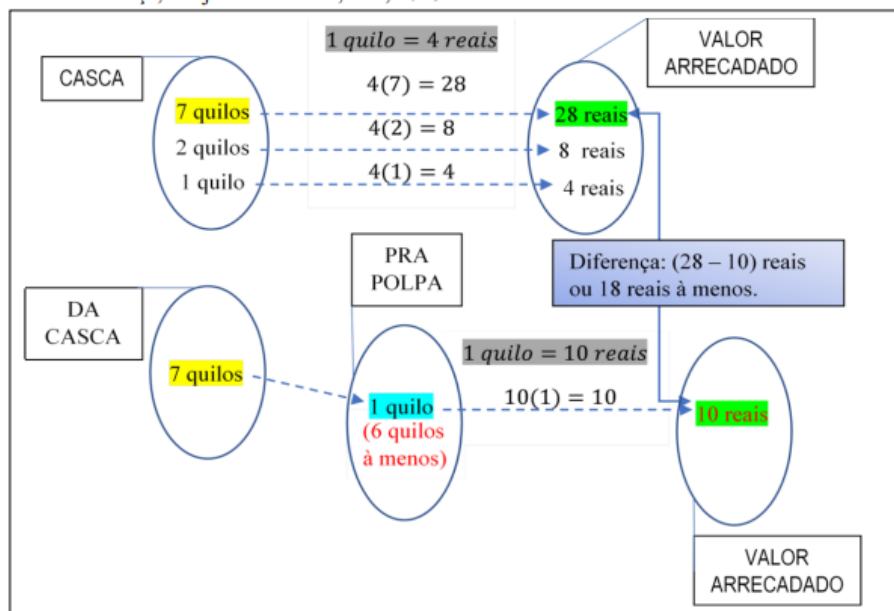 1 quilo = 4 reais
VALOR
ARRECADADO
CASCA
4(7) = 28
7 quilos
28 reais
4(2) = 8
2 quilos
8 reais
4(1) = 4
1 quilo
4 reais
PRA
POLPA
Diferença: (28 – 10) reais
ou 18 reais à menos.
DA
CASCA
1 quilo = 10 reais
7 quilos
10(1) = 10
1 quilo
(6 quilos
à menos)
10 reais
VALOR
ARRECADADO